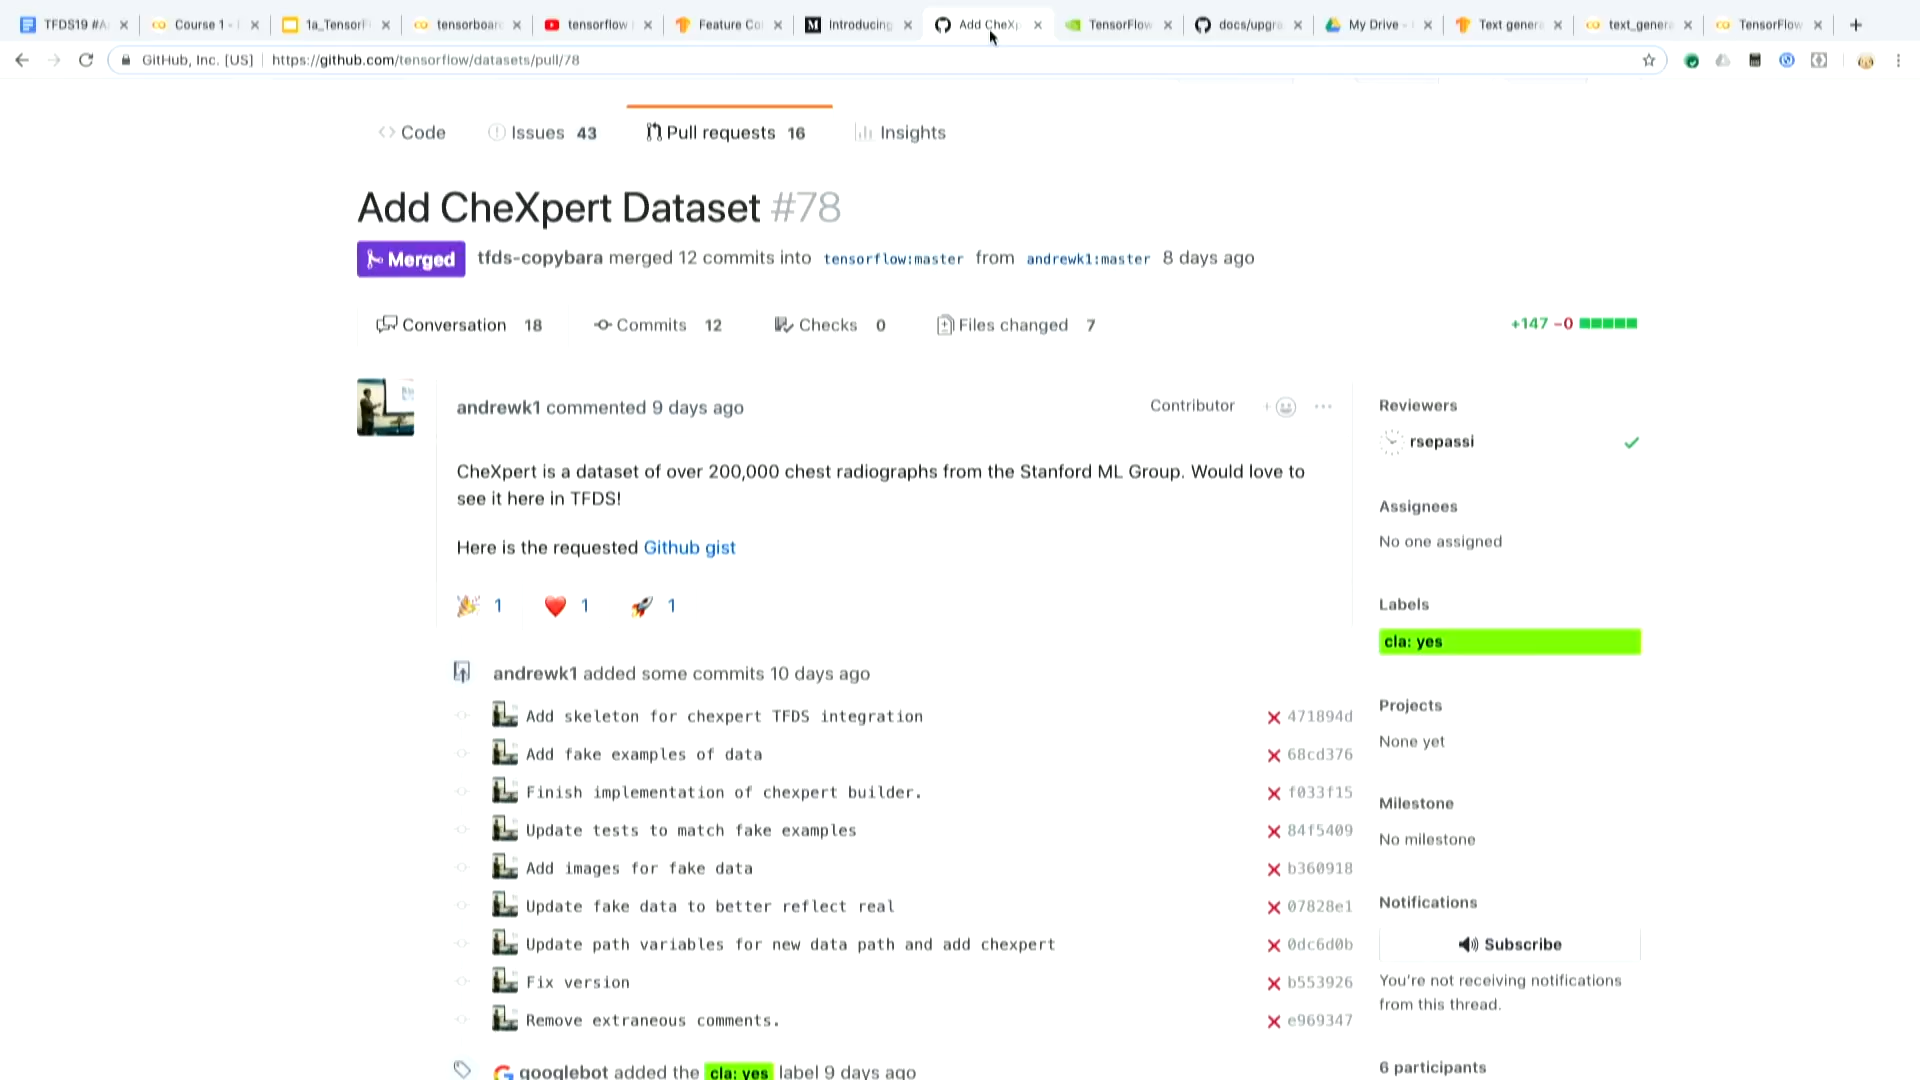 TFDS19 #A
Course 1 -
1a_TensorF
tensorboar
tensorflow
Feature Co
Introducing
Add CheXp
TensorFlow
docs/upgra
My Drive -
Text genera
text_genera
TensorFlow
GitHub, Inc. [US] https://github.com/tensorflow/datasets/pull/78
Code
Issues 43
Pull requests 16
Insights
Add CheXpert Dataset #78
Merged
tfds-copybara merged 12 commits into tensorflow:master from andrewk1:master 8 days ago
Conversation 18
Commits 12
Checks 0
Files changed 7
+147 −0
andrewk1 commented 9 days ago
Contributor
CheXpert is a dataset of over 200,000 chest radiographs from the Stanford ML Group. Would love to
see it here in TFDS!
Here is the requested Github gist
1
1
1
andrewk1 added some commits 10 days ago
Add skeleton for chexpert TFDS integration 471894d
Add fake examples of data 68cd376
Finish implementation of chexpert builder. f033f15
Update tests to match fake examples 84f5409
Add images for fake data b360918
Update fake data to better reflect real 07828e1
Update path variables for new data path and add chexpert 0dc6d0b
Fix version b553926
Remove extraneous comments. e969347
googlebot added the cla: yes label 9 days ago
Reviewers
rsepassi
Assignees
No one assigned
Labels
cla: yes
Projects
None yet
Milestone
No milestone
Notifications
Subscribe
You're not receiving notifications
from this thread.
6 participants